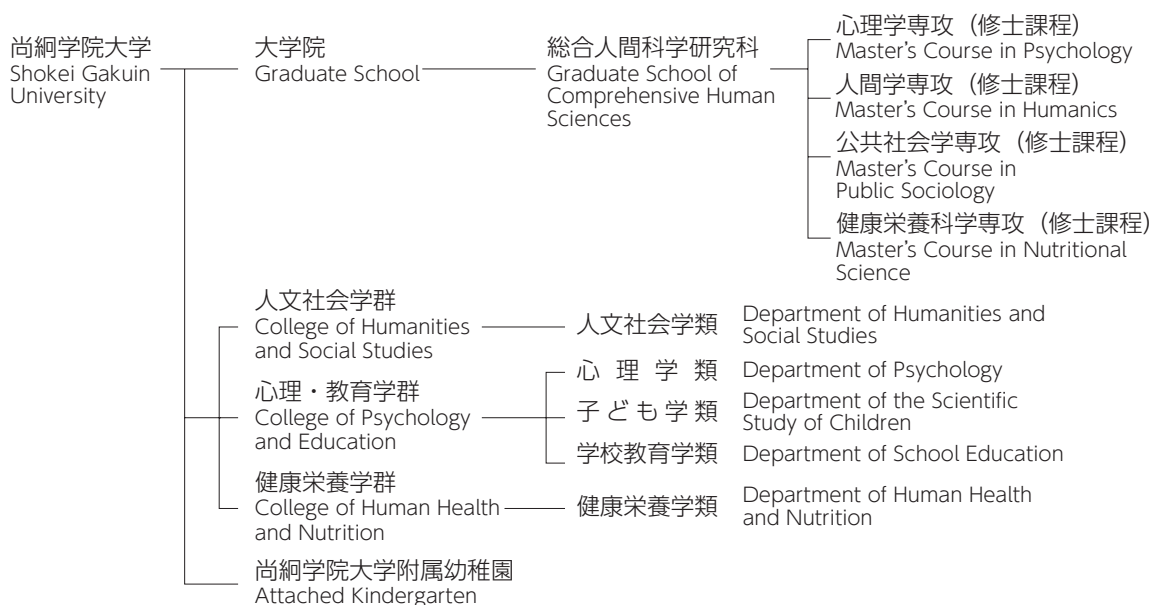 尚絅学院大学
Shokei Gakuin
University
大学院
Graduate School
総合人間科学研究科
Graduate School of
Comprehensive Human
Sciences
心理学専攻（修士課程）
Master's Course in Psychology
人間学専攻（修士課程）
Master's Course in Humanics
公共社会学専攻（修士課程）
Master's Course in
Public Sociology
健康栄養科学専攻（修士課程）
Master's Course in Nutritional
Science
人文社会学群
College of Humanities
and Social Studies
人文社会学類
Department of Humanities and
Social Studies
心理・教育学群
College of Psychology
and Education
心理学類
Department of Psychology
子ども学類
Department of the Scientific
Study of Children
学校教育学類
Department of School Education
健康栄養学群
College of Human Health
and Nutrition
健康栄養学類
Department of Human Health
and Nutrition
尚絅学院大学附属幼稚園
Attached Kindergarten